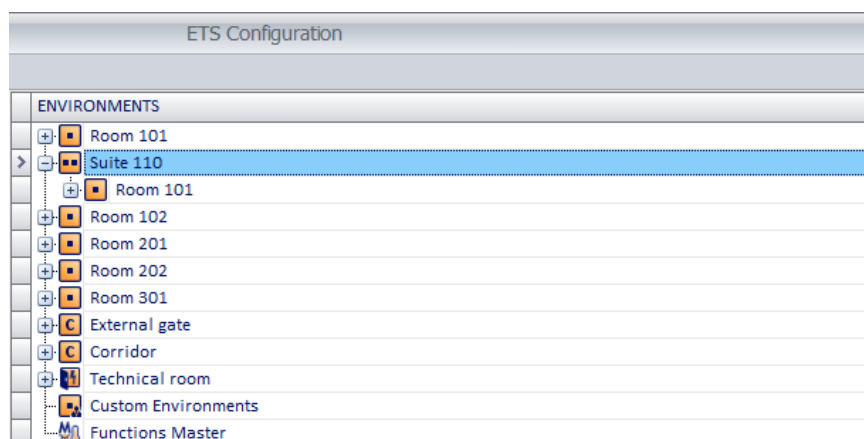 ETS Configuration
ENVIRONMENTS
Room 101
Suite 110
Room 101
Room 102
Room 201
Room 202
Room 301
C External gate
C Corridor
Technical room
Custom Environments
Functions Master